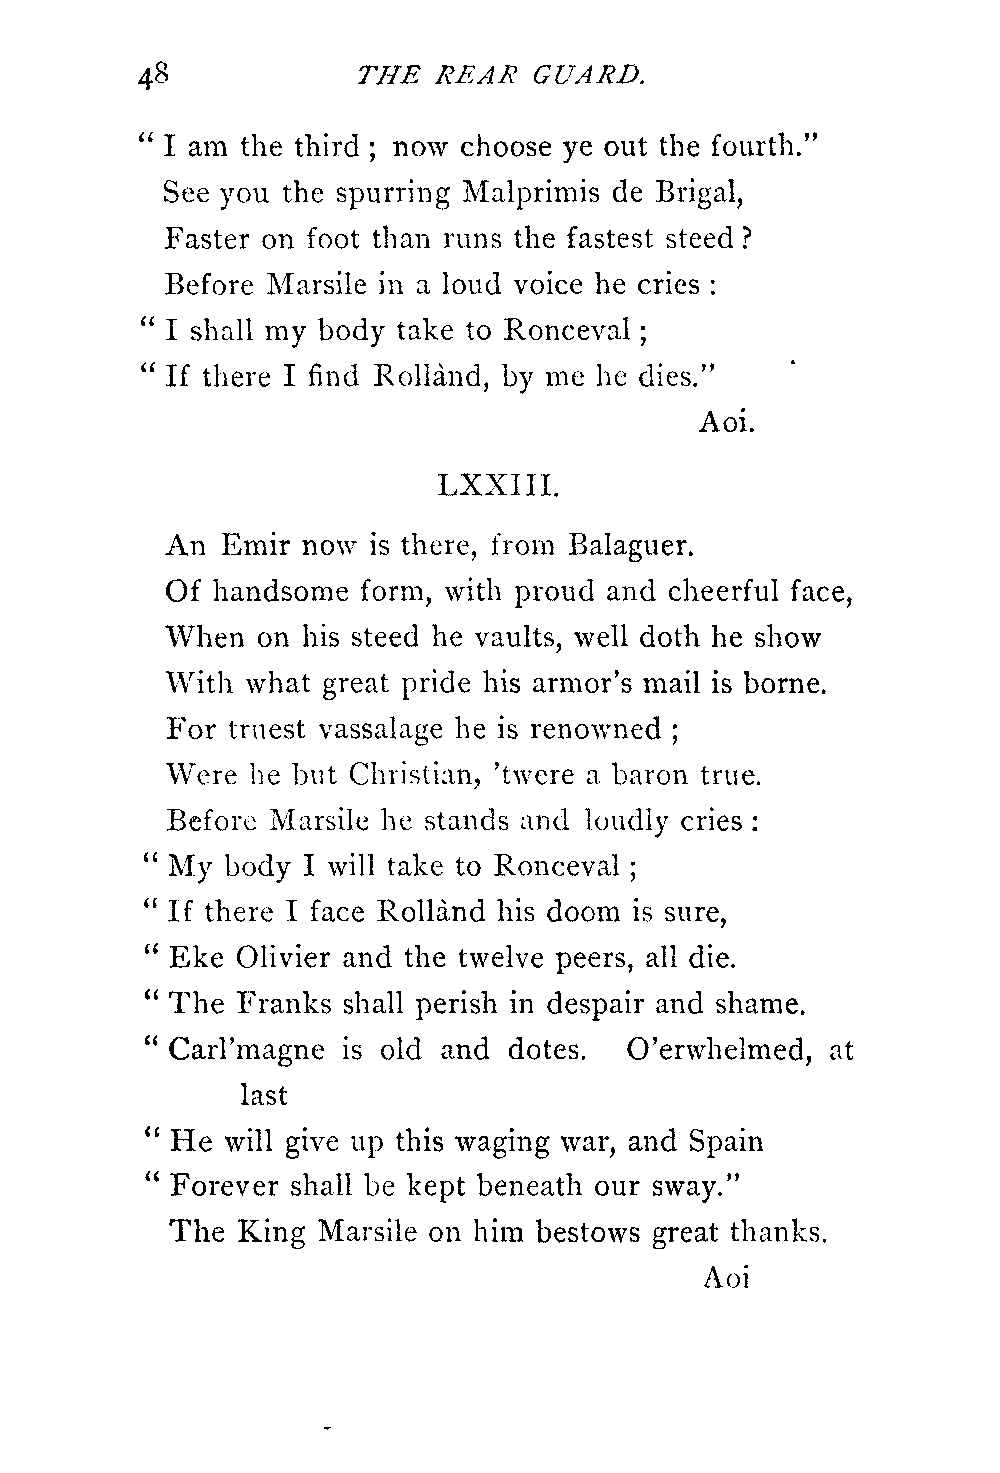 48 THE REAR GUARD.
“ I am the third ; now choose ye out the fourth.”
See you the spurring Malprimis de Brigal,
Faster on foot than runs the fastest steed ?
Before Marsile in a loud voice he cries :
“ I shall my body take to Ronceval ;
“ If there I find Rollànd, by me he dies.”
Aoi.
LXXIII.
An Emir now is there, from Balaguer.
Of handsome form, with proud and cheerful face,
When on his steed he vaults, well doth he show
With what great pride his armor’s mail is borne.
For truest vassalage he is renowned ;
Were he but Christian, ’twere a baron true.
Before Marsile he stands and loudly cries :
“ My body I will take to Ronceval ;
“ If there I face Rollànd his doom is sure,
“ Eke Olivier and the twelve peers, all die.
“ The Franks shall perish in despair and shame.
“ Carl’magne is old and dotes. O’erwhelmed, at
last
“ He will give up this waging war, and Spain
“ Forever shall be kept beneath our sway.”
The King Marsile on him bestows great thanks.
Aoi